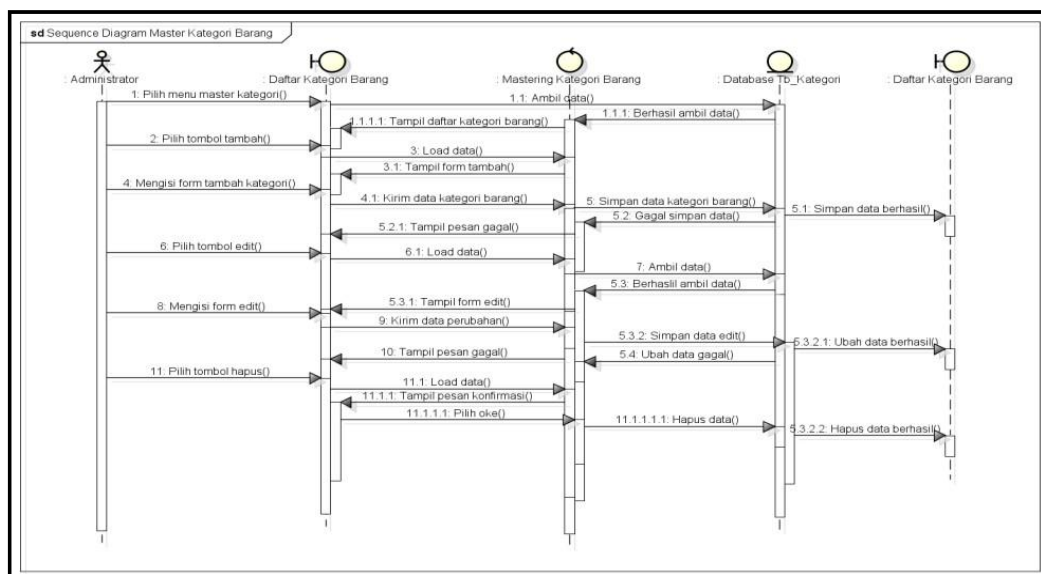 sd Sequence Diagram Master Kategori Barang
: Administrator
: Daftar Kategori Barang
: Mastering Kategori Barang
: Database Tb_Kategori
: Daftar Kategori Barang
1: Pilih menu master kategori()
1.1: Ambil data()
1.1.1: Berhasil ambil data()
1.1.1.1: Tampil daftar kategori barang()
2: Pilih tombol tambah()
3: Load data()
3.1: Tampil form tambah()
4: Mengisi form tambah kategori()
4.1: Kirim data kategori barang()
5: Simpan data kategori barang()
5.1: Simpan data berhasil()
5.2: Gagal simpan data()
5.2.1: Tampil pesan gagal()
6: Pilih tombol edit()
6.1: Load data()
7: Ambil data()
5.3: Berhaslil ambil data()
5.3.1: Tampil form edit()
8: Mengisi form edit()
9: Kirim data perubahan()
5.3.2: Simpan data edit()
5.3.2.1: Ubah data berhasil()
10: Tampil pesan gagal()
5.4: Ubah data gagal()
11: Pilih tombol hapus()
11.1: Load data()
11.1.1: Tampil pesan konfirmasi()
11.1.1.1: Pilih oke()
11.1.1.1.1: Hapus data()
5.3.2.2: Hapus data berhasil()